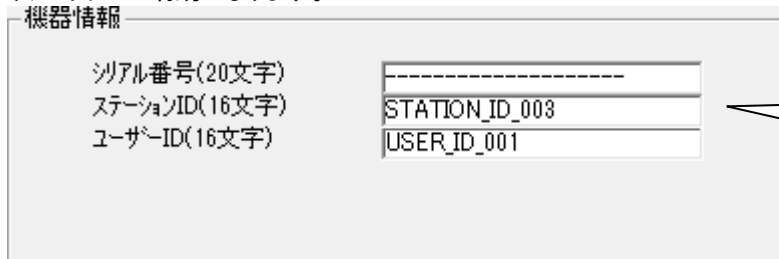 機器情報
シリアル番号(20文字) --------------------
ステーションID(16文字) STATION_ID_003
ユーザーID(16文字) USER_ID_001